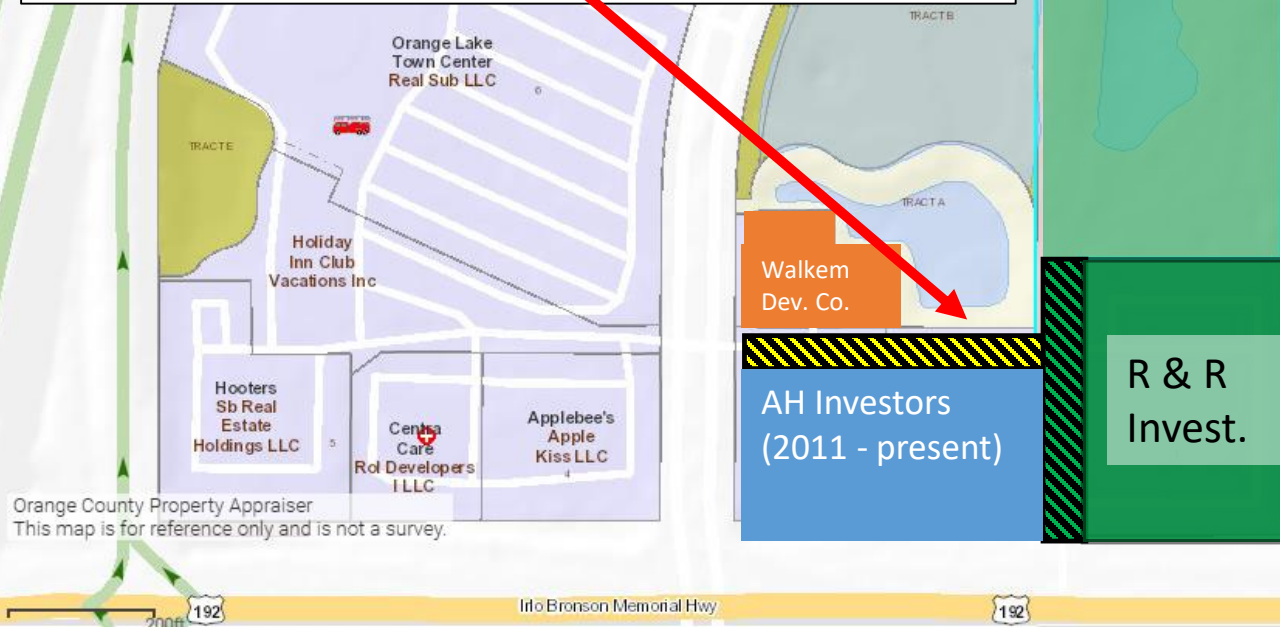 TRACT B
Orange Lake
Town Center
Real Sub LLC
6
TRACT E
TRACT A
Holiday
Inn Club
Vacations Inc
Walkem
Dev. Co.
Hooters
Sb Real
Estate
Holdings LLC
5
Centra
Care
Rol Developers
I LLC
Applebee's
Apple
Kiss LLC
4
AH Investors
(2011 - present)
R & R
Invest.
Orange County Property Appraiser
This map is for reference only and is not a survey.
200ft
192
Irlo Bronson Memorial Hwy
192